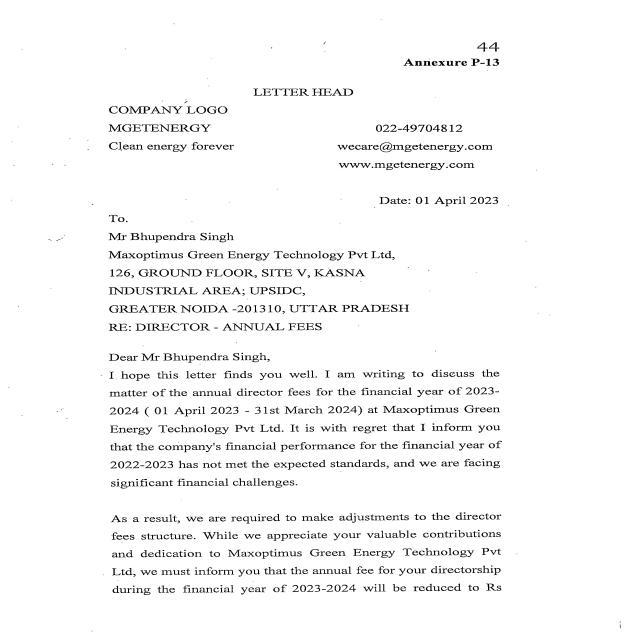 44
Annexure P-13
LETTER HEAD
COMPANY LOGO
MGETENERGY 022-49704812
Clean energy forever wecare@mgetenergy.com
www.mgetenergy.com
Date: 01 April 2023
To.
Mr Bhupendra Singh
Maxoptimus Green Energy Technology Pvt Ltd,
126, GROUND FLOOR, SITE V, KASNA
INDUSTRIAL AREA; UPSIDC,
GREATER NOIDA -201310, UTTAR PRADESH
RE: DIRECTOR - ANNUAL FEES
Dear Mr Bhupendra Singh,
I hope this letter finds you well. I am writing to discuss the
matter of the annual director fees for the financial year of 2023-
2024 ( 01 April 2023 - 31st March 2024) at Maxoptimus Green
Energy Technology Pvt Ltd. It is with regret that I inform you
that the company's financial performance for the financial year of
2022-2023 has not met the expected standards, and we are facing
significant financial challenges.
As a result, we are required to make adjustments to the director
fees structure. While we appreciate your valuable contributions
and dedication to Maxoptimus Green Energy Technology Pvt
Ltd, we must inform you that the annual fee for your directorship
during the financial year of 2023-2024 will be reduced to Rs